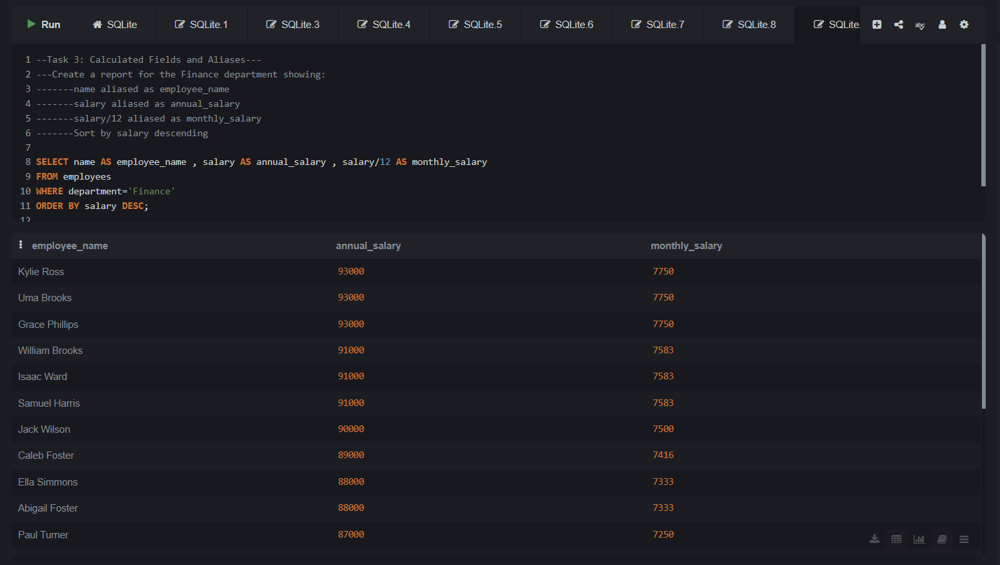 Run SQLite SQLite.1 SQLite.3 SQLite.4 SQLite.5 SQLite.6 SQLite.7 SQLite.8 SQLite. abc
1 --Task 3: Calculated Fields and Aliases---
2 ---Create a report for the Finance department showing:
3 -------name aliased as employee_name
4 -------salary aliased as annual_salary
5 -------salary/12 aliased as monthly_salary
6 -------Sort by salary descending
7
8 SELECT name AS employee_name , salary AS annual_salary , salary/12 AS monthly_salary
9 FROM employees
10 WHERE department='Finance'
11 ORDER BY salary DESC;
12
employee_name annual_salary monthly_salary
Kylie Ross 93000 7750
Uma Brooks 93000 7750
Grace Phillips 93000 7750
William Brooks 91000 7583
Isaac Ward 91000 7583
Samuel Harris 91000 7583
Jack Wilson 90000 7500
Caleb Foster 89000 7416
Ella Simmons 88000 7333
Abigail Foster 88000 7333
Paul Turner 87000 7250